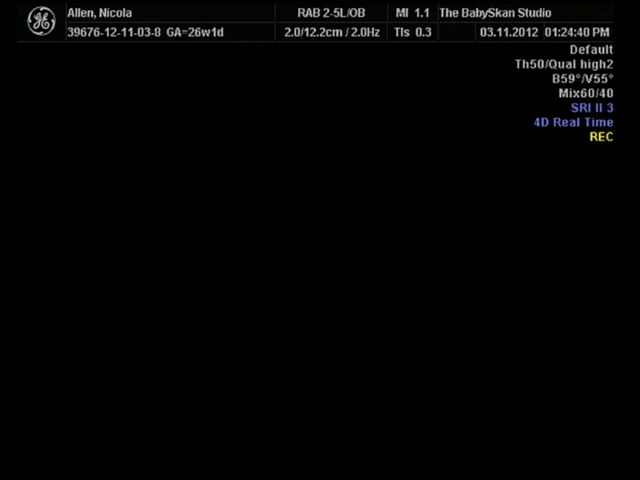 Allen, Nicola RAB 2-5L/OB MI 1.1 The BabySkan Studio
39676-12-11-03-8 GA=26w1d 2.0/12.2cm / 2.0Hz TIs 0.3 03.11.2012 01:24:40 PM
Default
Th50/Qual high2
B59°/V55°
Mix60/40
SRI II 3
4D Real Time
REC